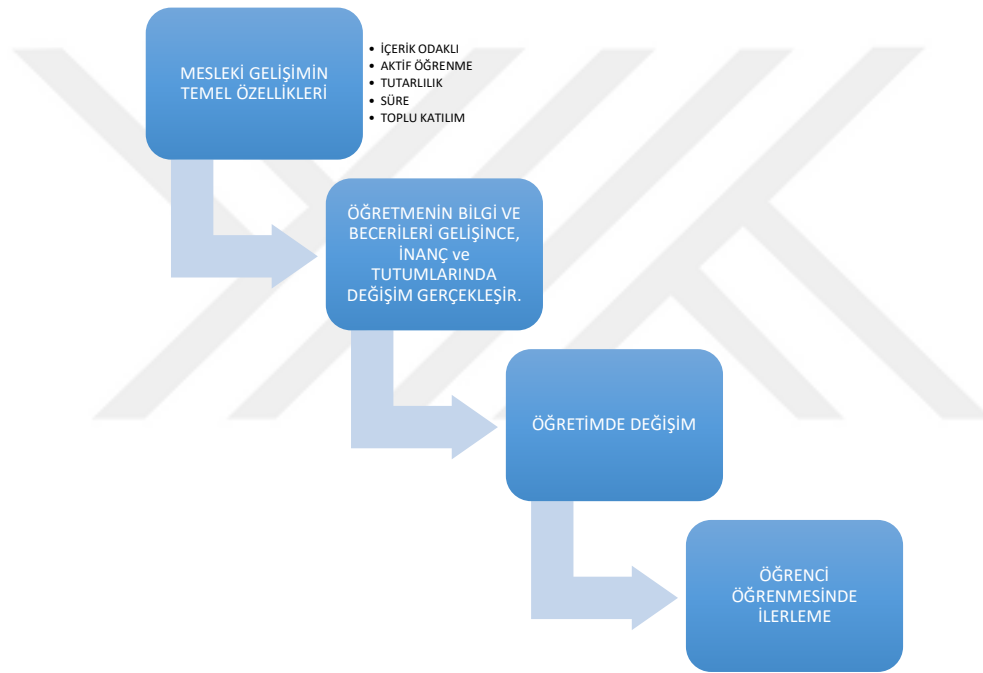 MESLEKİ GELİŞİMİN
TEMEL ÖZELLİKLERİ
• İÇERİK ODAKLI
• AKTİF ÖĞRENME
• TUTARLILIK
• SÜRE
• TOPLU KATILIM
ÖĞRETMENİN BİLGİ VE
BECERİLERİ GELİŞİNCE,
İNANÇ ve
TUTUMLARINDA
DEĞİŞİM GERÇEKLEŞİR.
ÖĞRETİMDE DEĞİŞİM
ÖĞRENCİ
ÖĞRENMESİNDE
İLERLEME